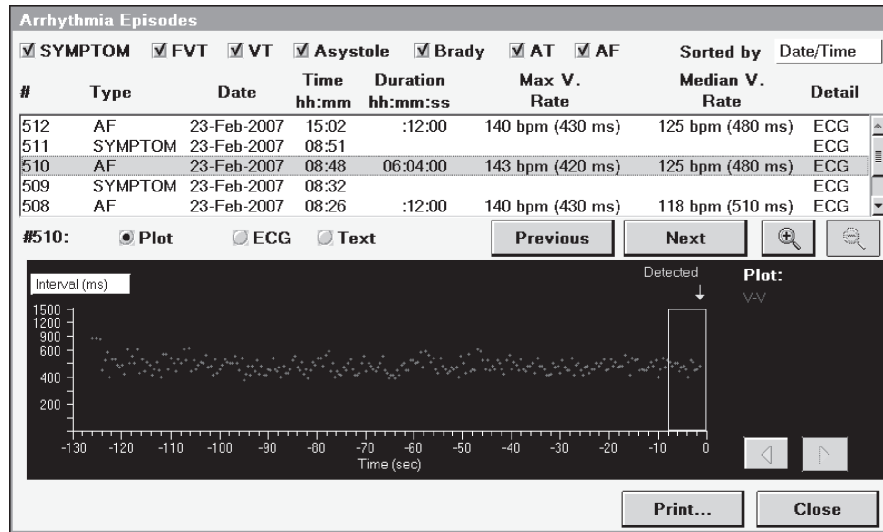 Arrhythmia Episodes
SYMPTOM FVT VT Asystole Brady AT AF Sorted by Date/Time
# Type Date Time hh:mm Duration hh:mm:ss Max V. Rate Median V. Rate Detail
512 AF 23-Feb-2007 15:02 :12:00 140 bpm (430 ms) 125 bpm (480 ms) ECG
511 SYMPTOM 23-Feb-2007 08:51 ECG
510 AF 23-Feb-2007 08:48 06:04:00 143 bpm (420 ms) 125 bpm (480 ms) ECG
509 SYMPTOM 23-Feb-2007 08:32 ECG
508 AF 23-Feb-2007 08:26 :12:00 140 bpm (430 ms) 118 bpm (510 ms) ECG
#510: Plot ECG Text Previous Next
Interval (ms) Detected Plot:
V-V
1500
1200
900
600
400
200
-130 -120 -110 -100 -90 -80 -70 -60 -50 -40 -30 -20 -10 0
Time (sec)
Print... Close